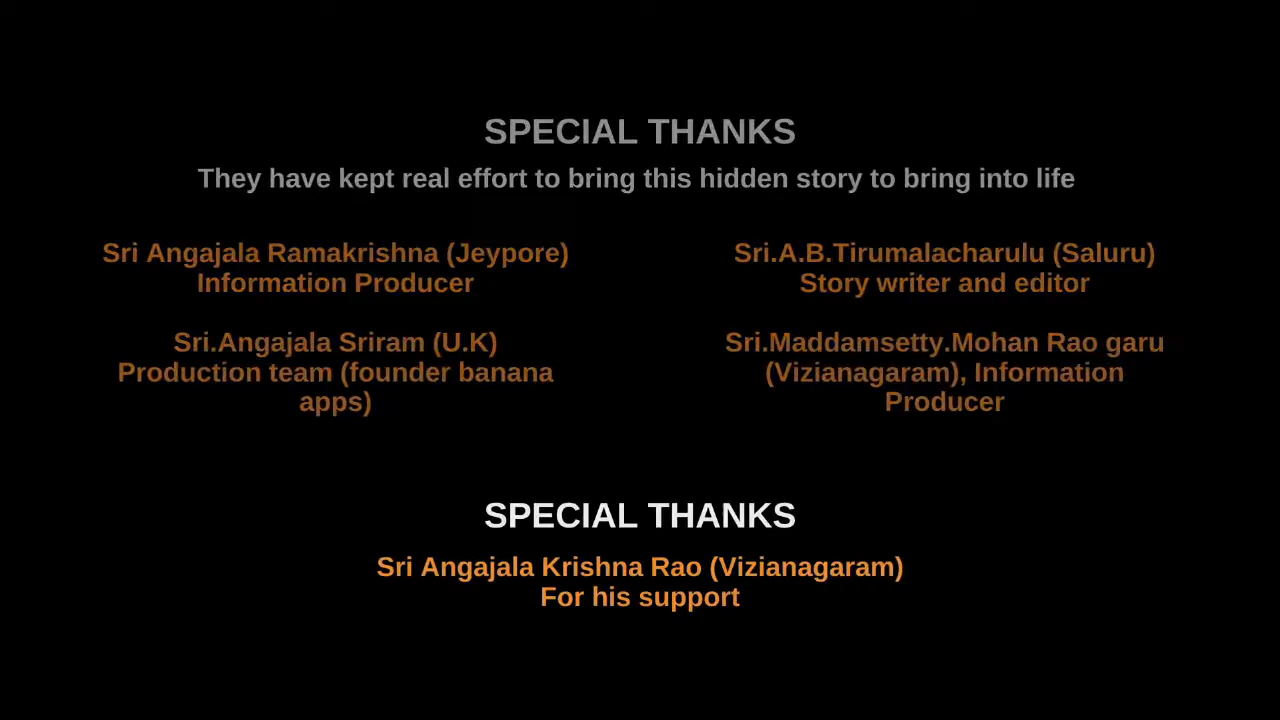 SPECIAL THANKS
They have kept real effort to bring this hidden story to bring into life
Sri Angajala Ramakrishna (Jeypore)
Information Producer
Sri.A.B.Tirumalacharulu (Saluru)
Story writer and editor
Sri.Angajala Sriram (U.K)
Production team (founder banana
apps)
Sri.Maddamsetty.Mohan Rao garu
(Vizianagaram), Information
Producer
SPECIAL THANKS
Sri Angajala Krishna Rao (Vizianagaram)
For his support